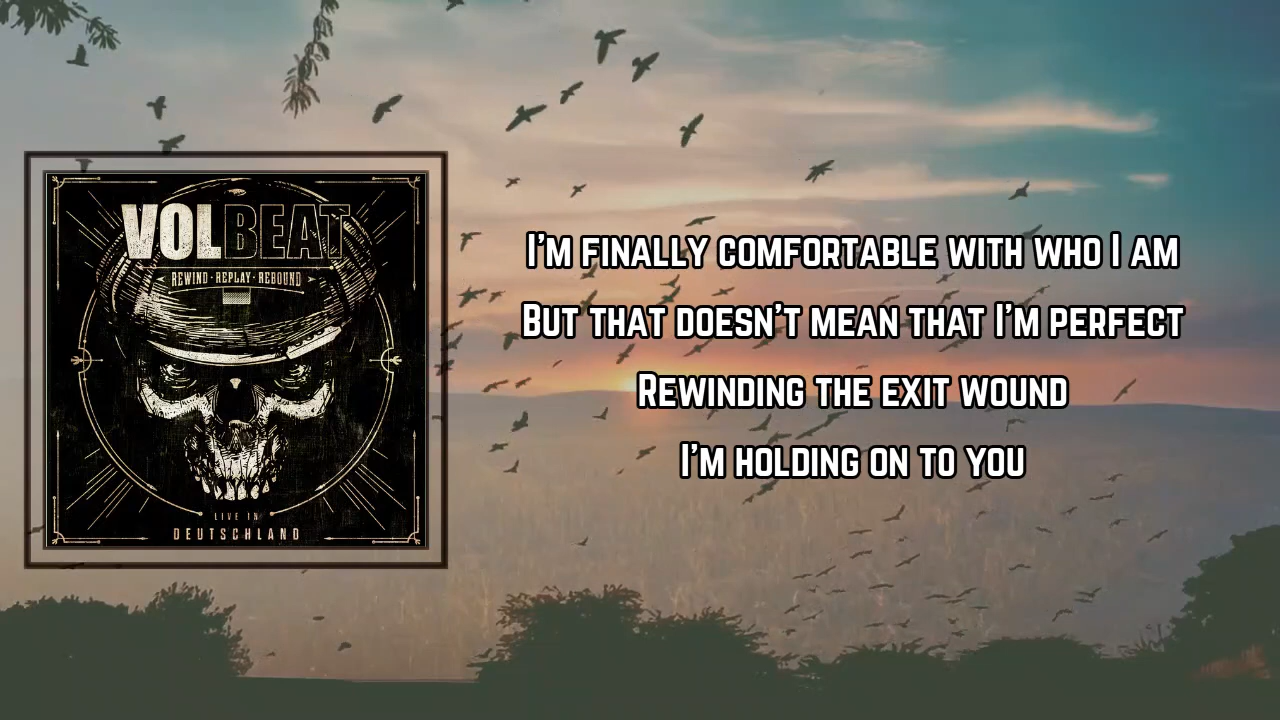 VOLBEAT
REWIND · REPLAY · REBOUND
LIVE IN
DEUTSCHLAND
I'M FINALLY COMFORTABLE WITH WHO I AM
BUT THAT DOESN'T MEAN THAT I'M PERFECT
REWINDING THE EXIT WOUND
I'M HOLDING ON TO YOU